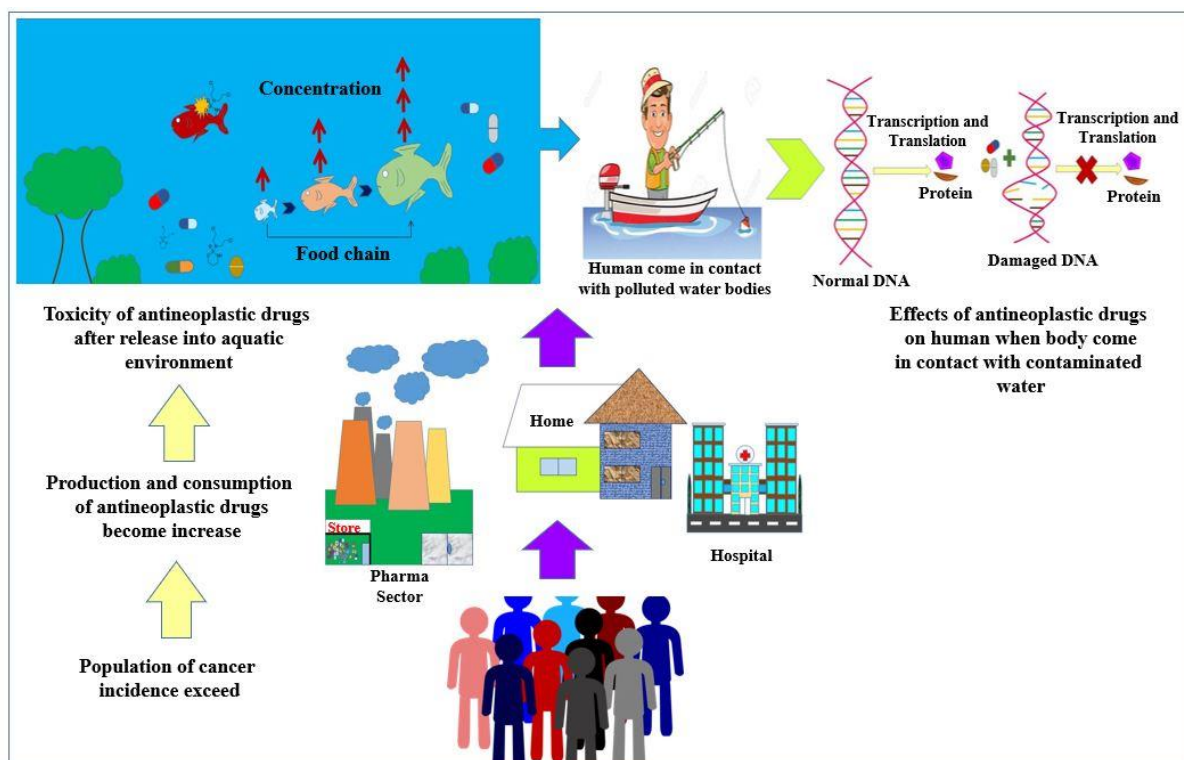 Concentration
Food chain
Human come in contact
with polluted water bodies
Transcription and
Translation
Protein
Normal DNA
Transcription and
Translation
Protein
Damaged DNA
Toxicity of antineoplastic drugs
after release into aquatic
environment
Effects of antineoplastic drugs
on human when body come
in contact with contaminated
water
Home
Production and consumption
of antineoplastic drugs
become increase
Store
Pharma
Sector
Hospital
Population of cancer
incidence exceed